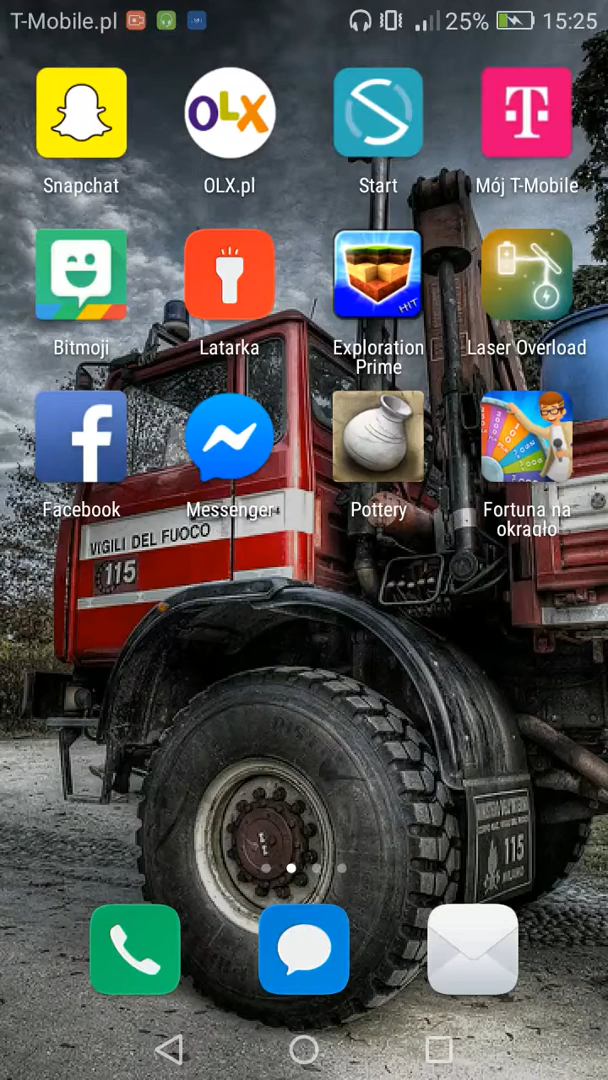 T-Mobile.pl 25% 15:25
OLX T
Snapchat OLX.pl Start Mój T-Mobile
HIT
Bitmoji Latarka Exploration Prime Laser Overload
f
Facebook Messenger Pottery Fortuna na okrągło
VIGILI DEL FUOCO
115
115
MILANO